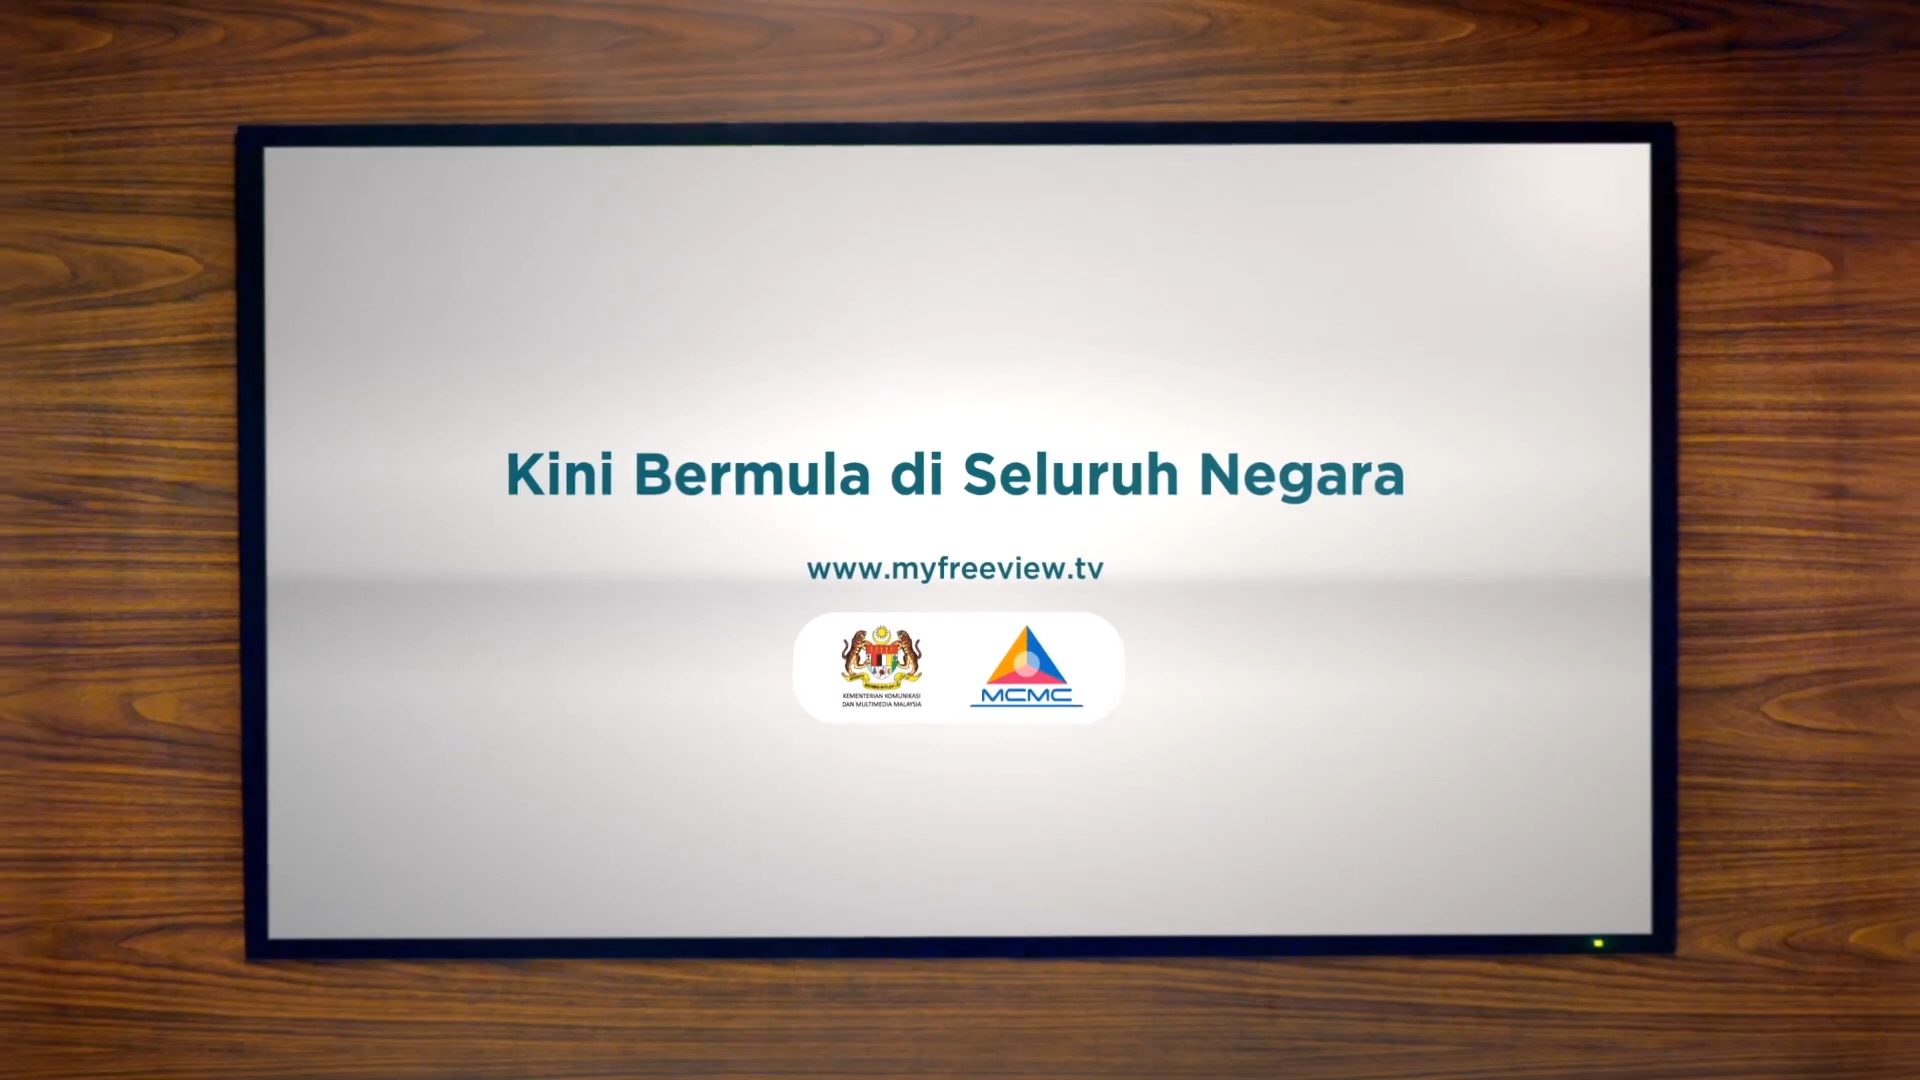 Kini Bermula di Seluruh Negara
www.myfreeview.tv
KEMENTERIAN KOMUNIKASI
DAN MULTIMEDIA MALAYSIA
MCMC